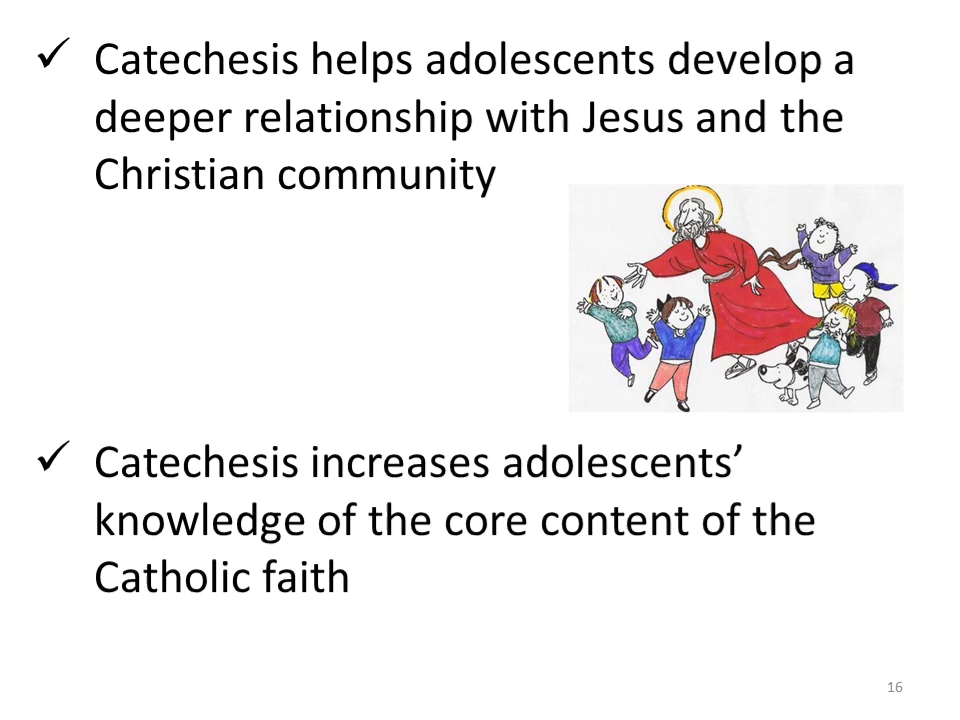 ✓ Catechesis helps adolescents develop a
deeper relationship with Jesus and the
Christian community
✓ Catechesis increases adolescents’
knowledge of the core content of the
Catholic faith
16